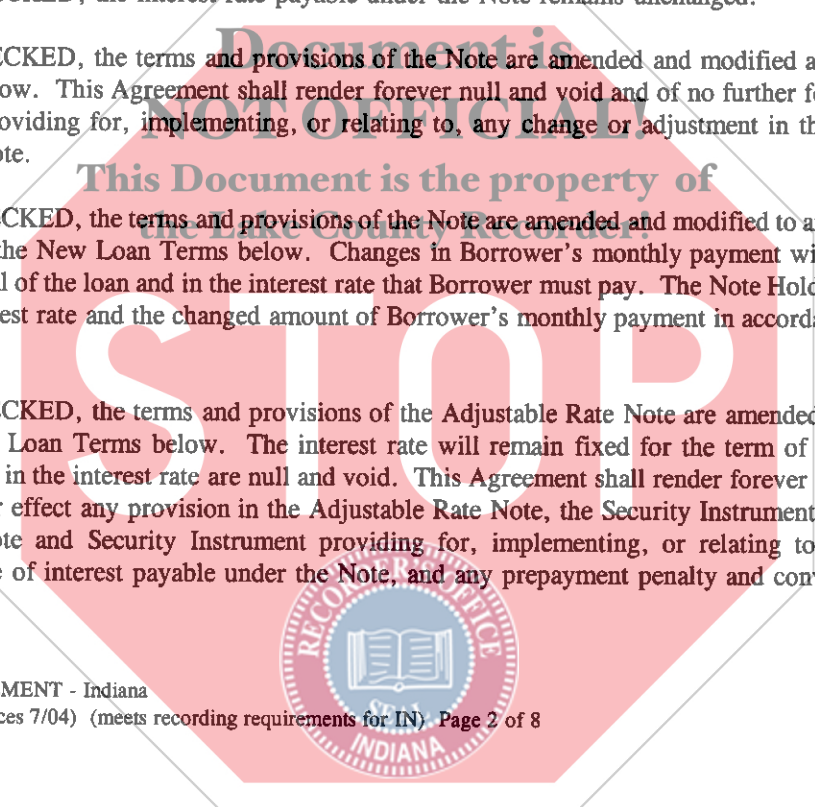 the interest rate payable under the Note remains unchanged.
CKED, the terms and provisions of the Note are amended and modified a
ow. This Agreement shall render forever null and void and of no further f
oviding for, implementing, or relating to, any change or adjustment in th
ote.
CKED, the terms and provisions of the Note are amended and modified to a
the New Loan Terms below. Changes in Borrower's monthly payment wi
l of the loan and in the interest rate that Borrower must pay. The Note Hold
est rate and the changed amount of Borrower's monthly payment in accorda
CKED, the terms and provisions of the Adjustable Rate Note are amended
Loan Terms below. The interest rate will remain fixed for the term of
in the interest rate are null and void. This Agreement shall render forever
r effect any provision in the Adjustable Rate Note, the Security Instrument
ote and Security Instrument providing for, implementing, or relating to
e of interest payable under the Note, and any prepayment penalty and con
MENT - Indiana
ces 7/04) (meets recording requirements for IN) Page 2 of 8
Document is
NOT OFFICIAL!
This Document is the property of
the Lake County Recorder!
STOP
RECORDER'S OFFICE
SEAL
INDIANA